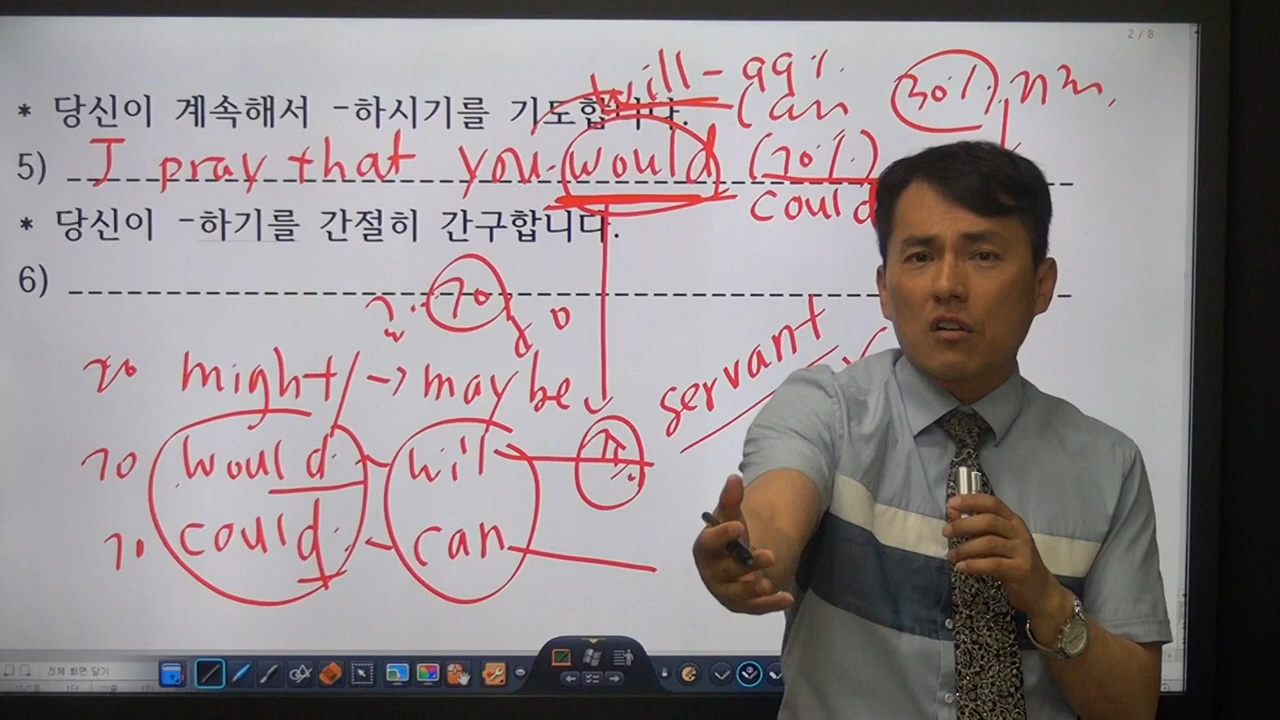 2/8
will - 99%
* 당신이 계속해서 -하시기를 기도합니다. can 30%
5) I pray that you would (70%)
could
* 당신이 -하기를 간절히 간구합니다.
6)
70
might → maybe
servant
70 would will
70 could can
전체 화면 닫기